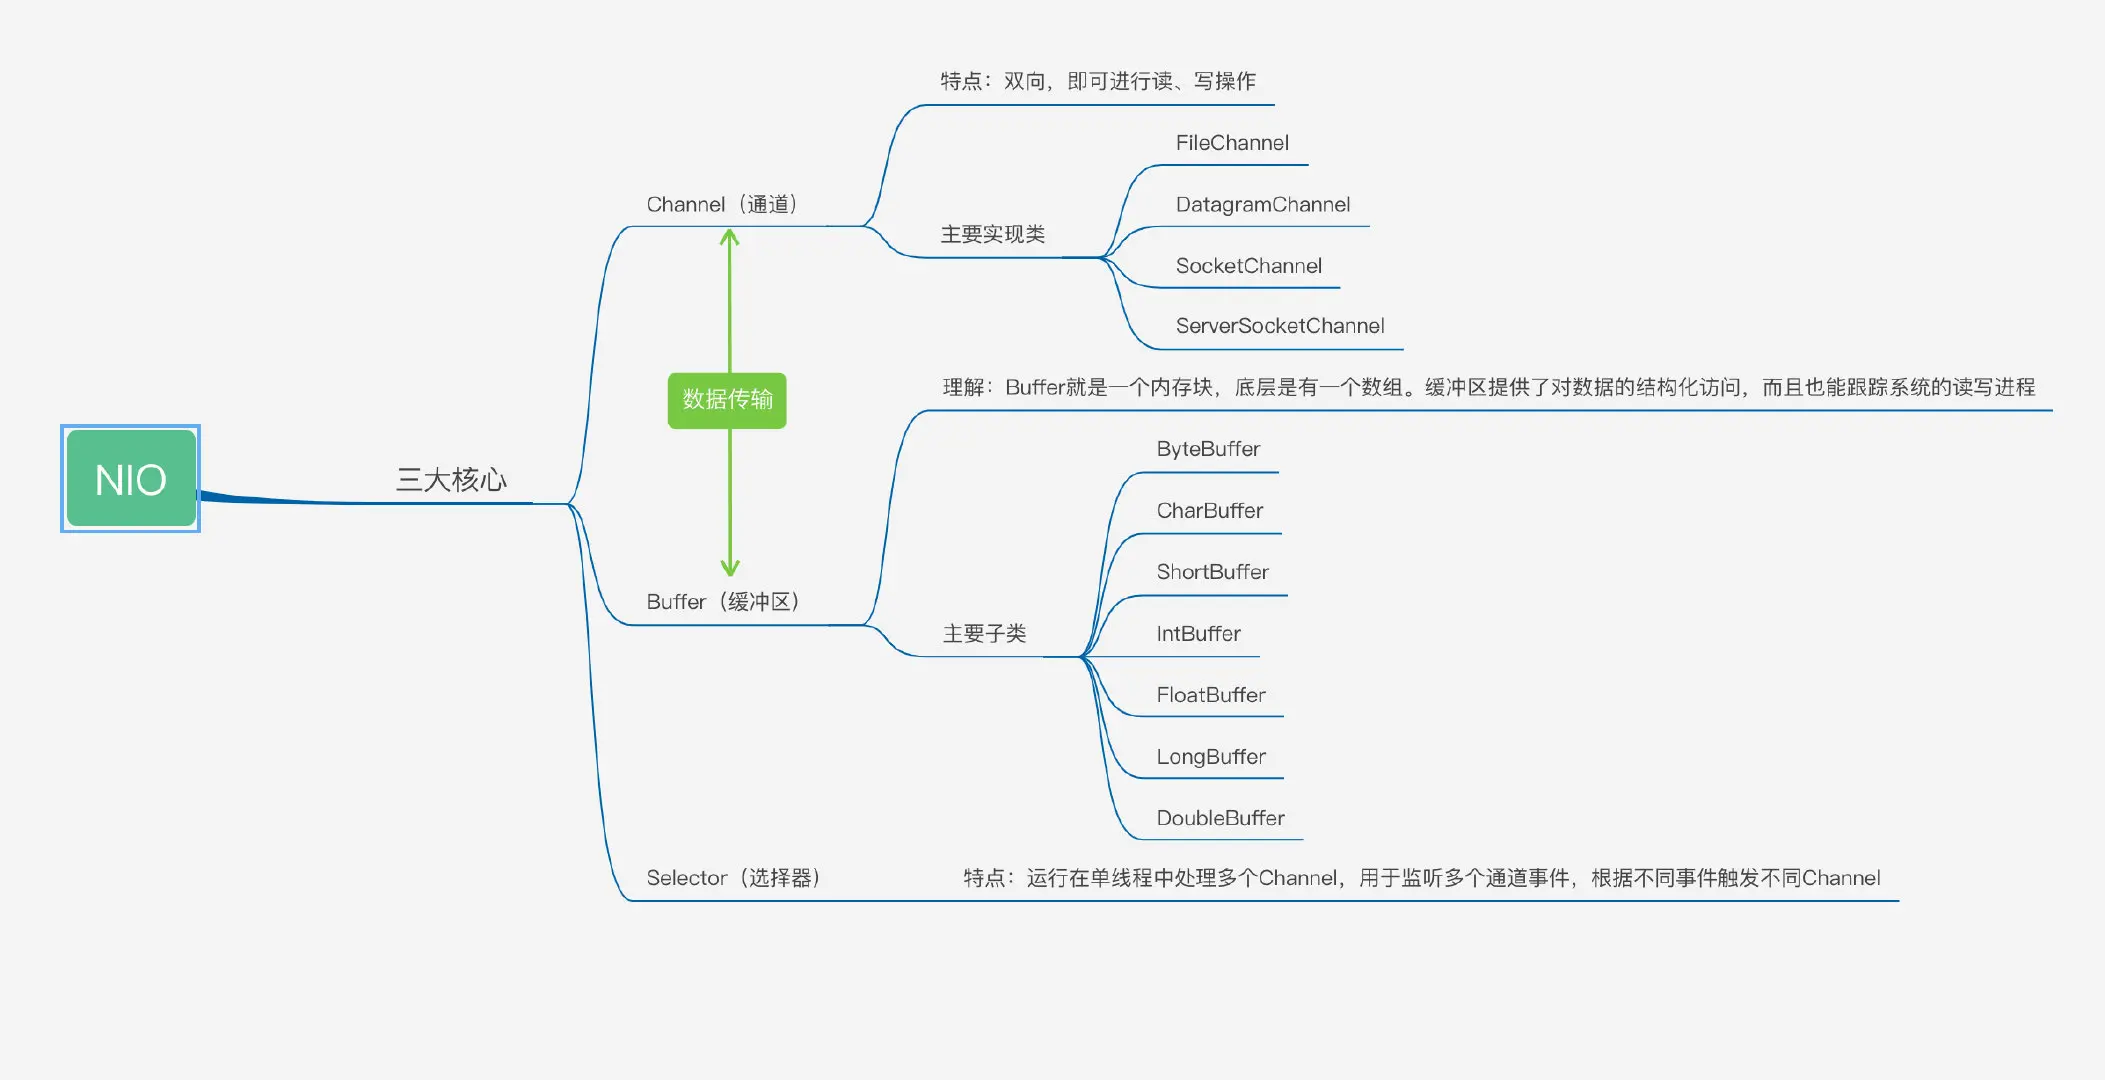 NIO
三大核心
Channel（通道）
特点：双向，即可进行读、写操作
主要实现类
FileChannel
DatagramChannel
SocketChannel
ServerSocketChannel
数据传输
Buffer（缓冲区）
理解：Buffer就是一个内存块，底层是有一个数组。缓冲区提供了对数据的结构化访问，而且也能跟踪系统的读写进程
主要子类
ByteBuffer
CharBuffer
ShortBuffer
IntBuffer
FloatBuffer
LongBuffer
DoubleBuffer
Selector（选择器）
特点：运行在单线程中处理多个Channel，用于监听多个通道事件，根据不同事件触发不同Channel